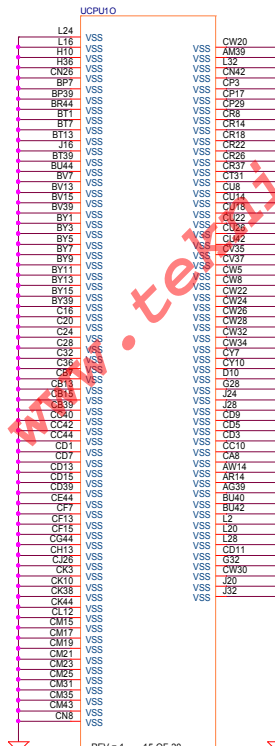 UCPU1O
L24 VSS
L16 VSS VSS CW20
H10 VSS VSS AM39
H36 VSS VSS L32
CN26 VSS VSS CN42
BP7 VSS VSS CP3
BP39 VSS VSS CP17
BR44 VSS VSS CP29
BT1 VSS VSS CR8
BT7 VSS VSS CR14
BT13 VSS VSS CR18
J16 VSS VSS CR22
BT39 VSS VSS CR26
BU44 VSS VSS CR37
BV7 VSS VSS CT31
BV13 VSS VSS CU8
BV15 VSS VSS CU14
BV39 VSS VSS CU18
BY1 VSS VSS CU22
BY3 VSS VSS CU26
BY5 VSS VSS CU42
BY7 VSS VSS CV35
BY9 VSS VSS CV37
BY11 VSS VSS CW5
BY13 VSS VSS CW8
BY15 VSS VSS CW22
BY39 VSS VSS CW24
C16 VSS VSS CW26
C20 VSS VSS CW28
C24 VSS VSS CW32
C28 VSS VSS CW34
C32 VSS VSS CY7
C36 VSS VSS CY10
CB7 VSS VSS D10
CB13 VSS VSS G28
CB15 VSS VSS J24
CB39 VSS VSS J28
CC40 VSS VSS CD9
CC42 VSS VSS CD5
CC44 VSS VSS CD3
CD1 VSS VSS CC10
CD7 VSS VSS CA8
CD13 VSS VSS AW14
CD15 VSS VSS AR14
CD39 VSS VSS AG39
CE44 VSS VSS BU40
CF7 VSS VSS BU42
CF13 VSS VSS L2
CF15 VSS VSS L20
CG44 VSS VSS L28
CH13 VSS VSS CD11
CJ26 VSS VSS G32
CK3 VSS VSS CW30
CK10 VSS VSS J20
CK38 VSS VSS J32
CK44 VSS
CL12 VSS
CM15 VSS
CM17 VSS
CM19 VSS
CM21 VSS
CM23 VSS
CM25 VSS
CM31 VSS
CM35 VSS
CM43 VSS
CN8 VSS